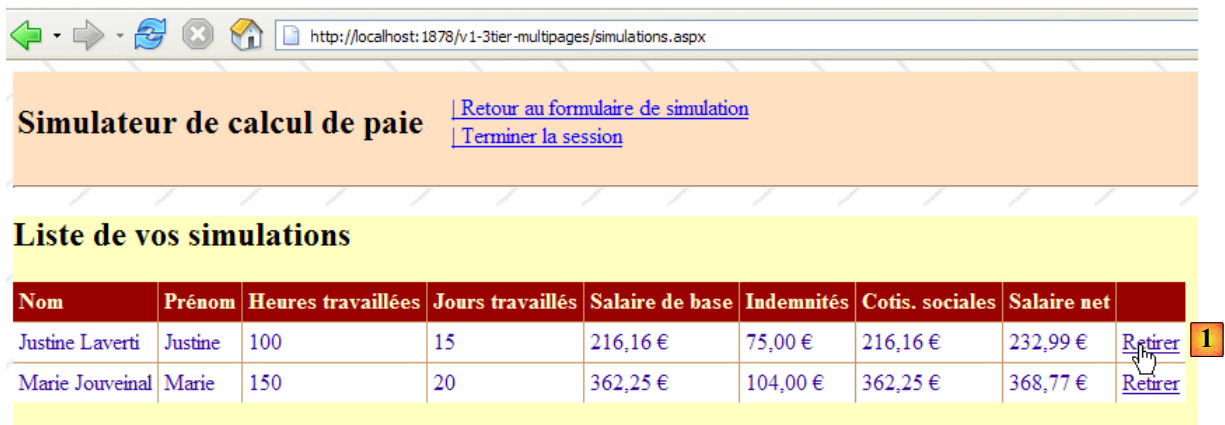 http://localhost:1878/v1-3tier-multipages/simulations.aspx
Simulateur de calcul de paie
| Retour au formulaire de simulation
| Terminer la session
Liste de vos simulations
Nom Prénom Heures travaillées Jours travaillés Salaire de base Indemnités Cotis. sociales Salaire net
Justine Laverti Justine 100 15 216,16 € 75,00 € 216,16 € 232,99 € Retirer 1
Marie Jouveinal Marie 150 20 362,25 € 104,00 € 362,25 € 368,77 € Retirer